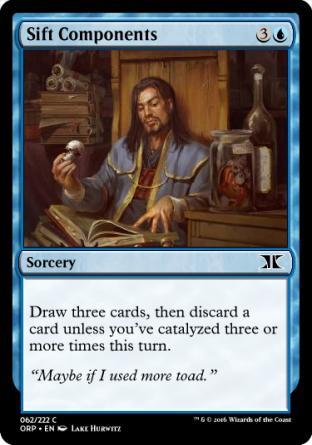 Sift Components 3
Sorcery
Draw three cards, then discard a
card unless you've catalyzed three or
more times this turn.
“Maybe if I used more toad.”
062/222 C
ORP • EN LAKE HURWITZ
™ & © 2016 Wizards of the Coast